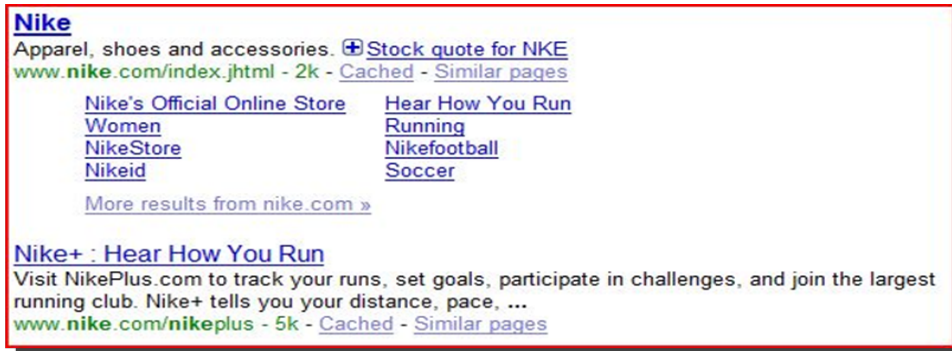 Nike
Apparel, shoes and accessories. Stock quote for NKE
www.nike.com/index.jhtml - 2k - Cached - Similar pages
Nike's Official Online Store Hear How You Run
Women Running
NikeStore Nikefootball
Nikeid Soccer
More results from nike.com »
Nike+ : Hear How You Run
Visit NikePlus.com to track your runs, set goals, participate in challenges, and join the largest
running club. Nike+ tells you your distance, pace, ...
www.nike.com/nikeplus - 5k - Cached - Similar pages